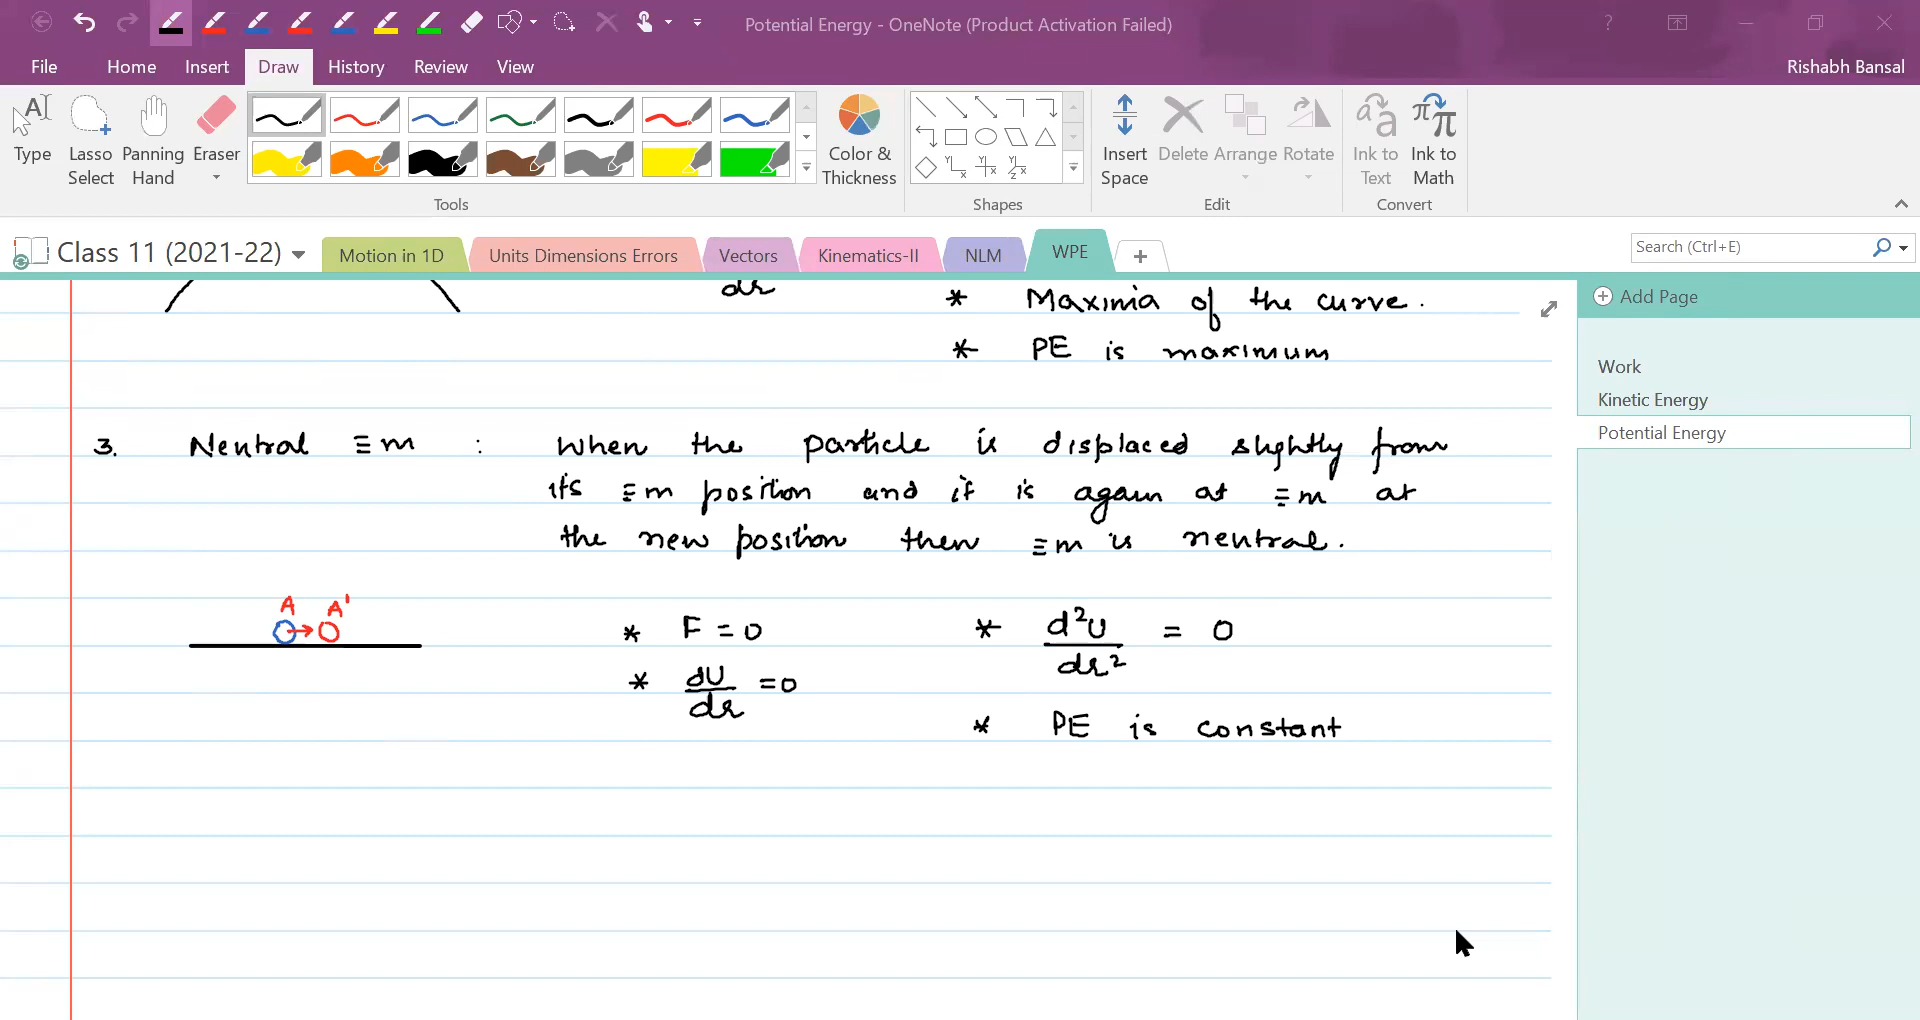 Potential Energy - OneNote (Product Activation Failed)
File Home Insert Draw History Review View
Rishabh Bansal
Type
Lasso Select
Panning Hand
Eraser
Color & Thickness
Insert Space
Delete
Arrange
Rotate
Ink to Text
Ink to Math
Tools
Shapes
Edit
Convert
Class 11 (2021-22)
Motion in 1D
Units Dimensions Errors
Vectors
Kinematics-II
NLM
WPE
Search (Ctrl+E)
Add Page
Work
Kinetic Energy
Potential Energy
dr
* Maxima of the curve.
* PE is maximum
3. Neutral ≡m : When the particle is displaced slightly from
its ≡m position and if is again at ≡m at
the new position then ≡m is neutral.
A A'
* F = 0
* dU/dr = 0
* d²U/dr² = 0
* PE is constant